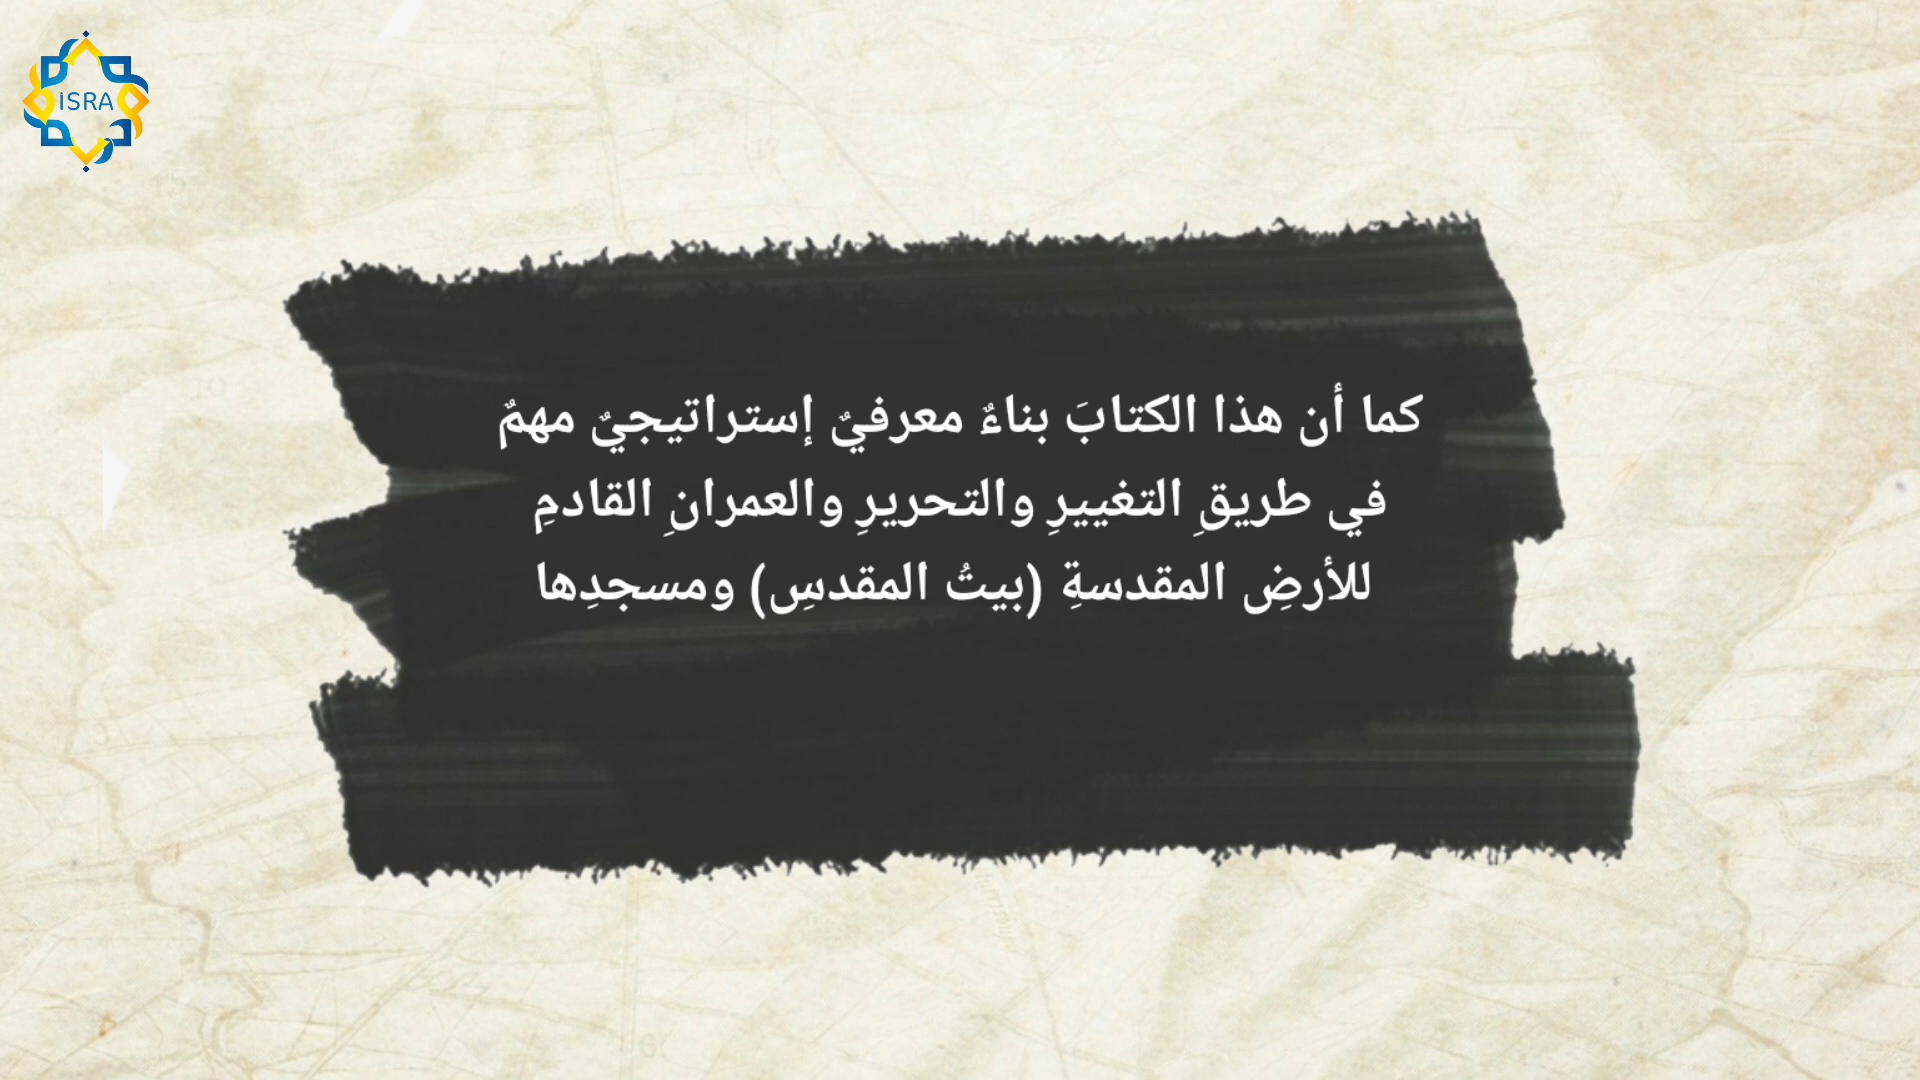 iSRA
كما أن هذا الكتابَ بناءٌ معرفيٌ إستراتيجيٌ مهمٌ
في طريقِ التغييرِ والتحريرِ والعمرانِ القادمِ
للأرضِ المقدسةِ (بيتُ المقدسِ) ومسجدِها